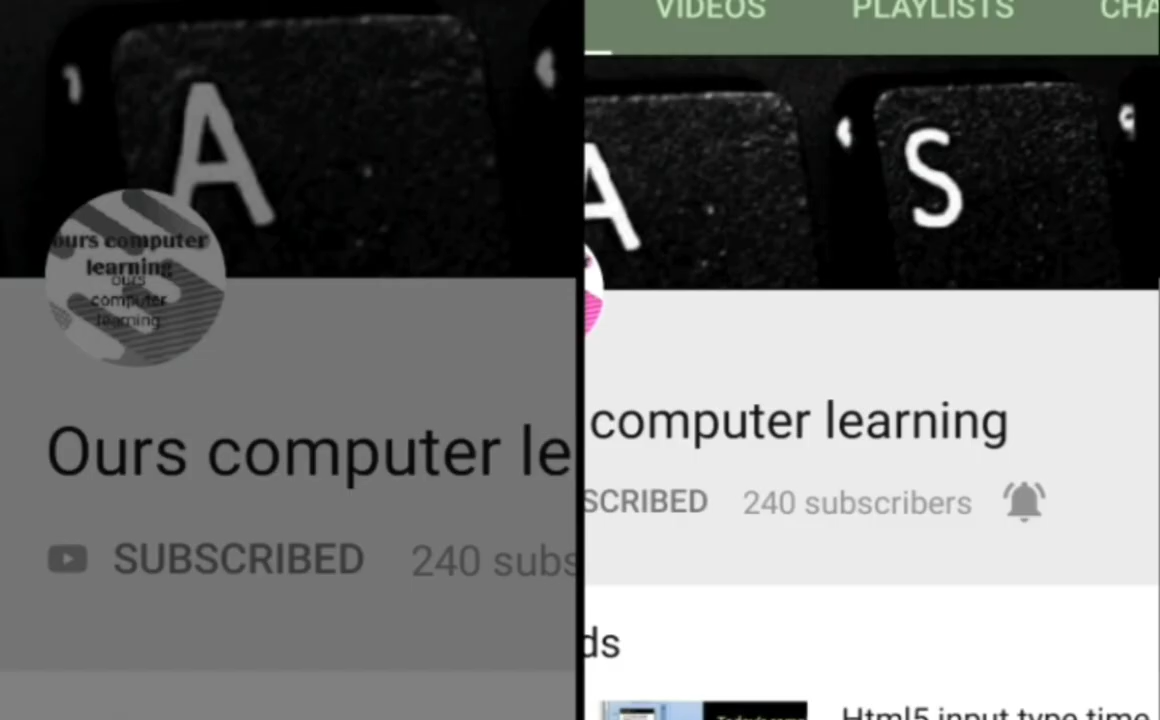 A
ours computer
learning
ours
computer
learning
Ours computer le
SUBSCRIBED
240 subs
VIDEOS
PLAYLISTS
CHA
A
S
computer learning
SCRIBED
240 subscribers
ds
Html5 input type time